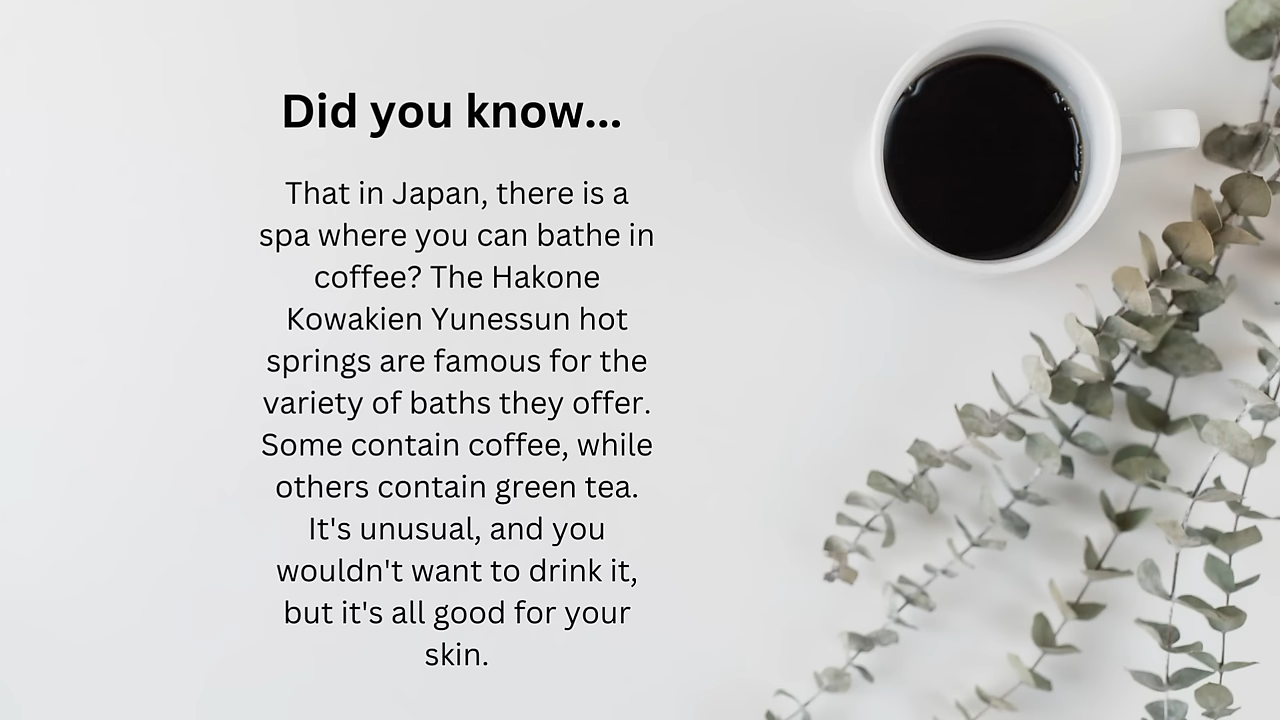 Did you know...
That in Japan, there is a
spa where you can bathe in
coffee? The Hakone
Kowakien Yunessun hot
springs are famous for the
variety of baths they offer.
Some contain coffee, while
others contain green tea.
It's unusual, and you
wouldn't want to drink it,
but it's all good for your
skin.